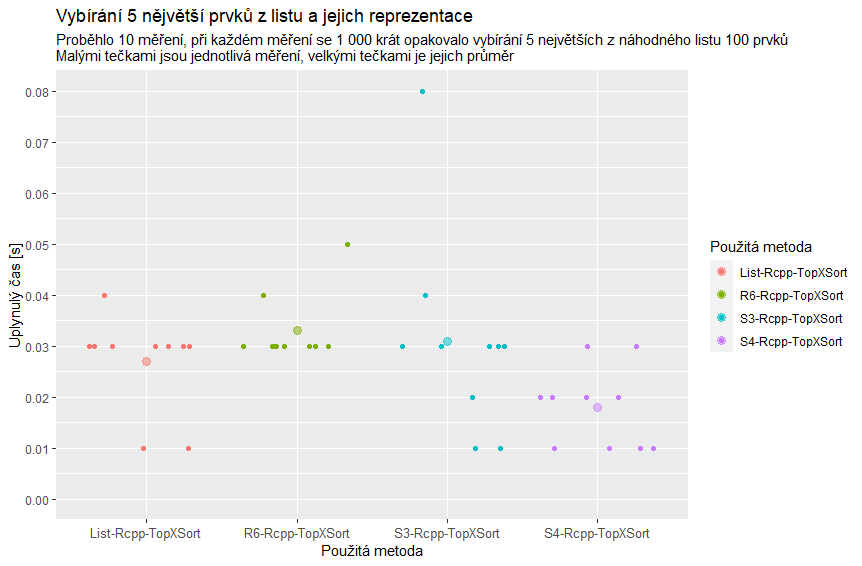 Vybírání 5 nějvětší prvků z listu a jejich reprezentace
Proběhlo 10 měření, při každém měření se 1 000 krát opakovalo vybírání 5 největších z náhodného listu 100 prvků
Malými tečkami jsou jednotlivá měření, velkými tečkami je jejich průměr
Uplynulý čas [s]
0.08
0.07
0.06
0.05
0.04
0.03
0.02
0.01
0.00
List-Rcpp-TopXSort
R6-Rcpp-TopXSort
S3-Rcpp-TopXSort
S4-Rcpp-TopXSort
Použitá metoda
Použitá metoda
List-Rcpp-TopXSort
R6-Rcpp-TopXSort
S3-Rcpp-TopXSort
S4-Rcpp-TopXSort